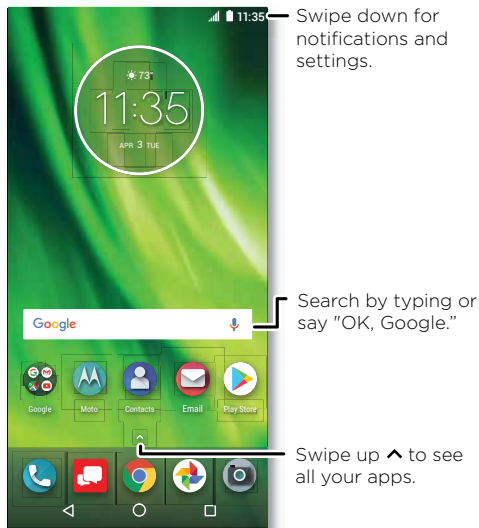 11:35
Swipe down for
notifications and
settings.
73°
11:35
APR 3 TUE
Google
Search by typing or
say "OK, Google.”
Google
Moto
Contacts
Email
Play Store
Swipe up ^ to see
all your apps.